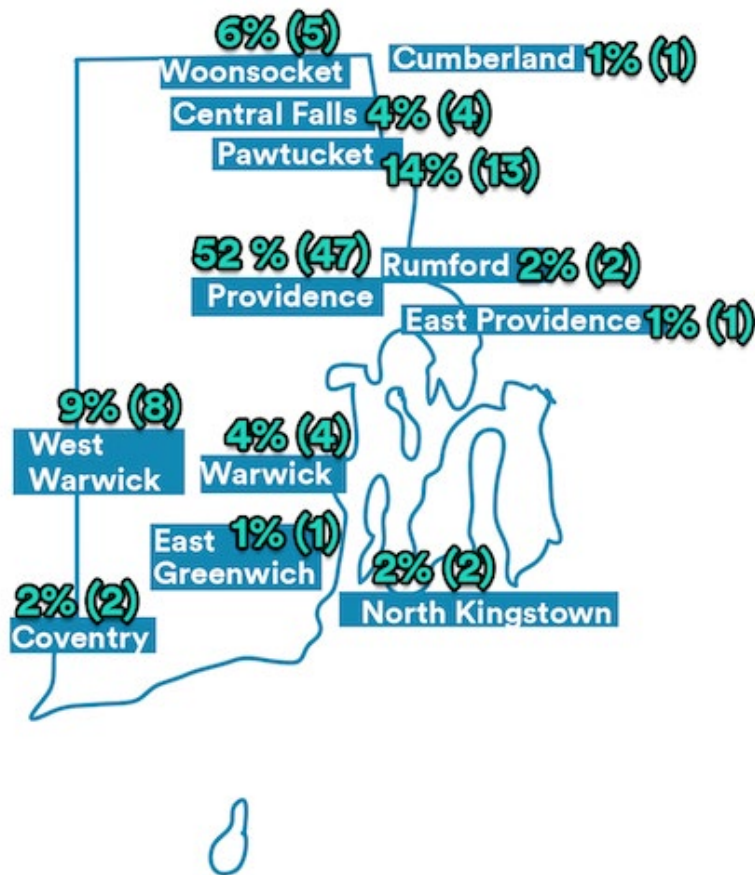 6% (5)
Woonsocket
Cumberland 1% (1)
Central Falls 4% (4)
Pawtucket
14% (13)
52 % (47)
Providence
Rumford 2% (2)
East Providence 1% (1)
9% (8)
West
Warwick
4% (4)
Warwick
East 1% (1)
Greenwich
2% (2)
North Kingstown
2% (2)
Coventry